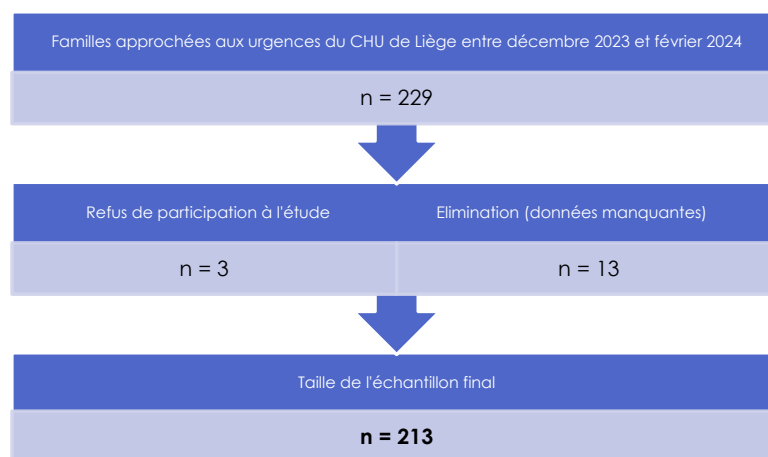 Familles approchées aux urgences du CHU de Liège entre décembre 2023 et février 2024
n = 229
Refus de participation à l'étude
Elimination (données manquantes)
n = 3
n = 13
Taille de l'échantillon final
n = 213